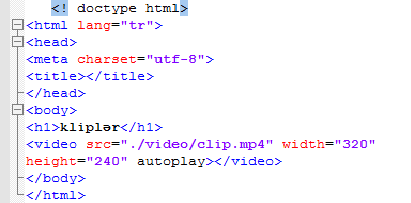 <! doctype html>
<html lang="tr">
<head>
<meta charset="utf-8">
<title></title>
</head>
<body>
<h1>kliplər</h1>
<video src="./video/clip.mp4" width="320"
height="240" autoplay></video>
</body>
</html>